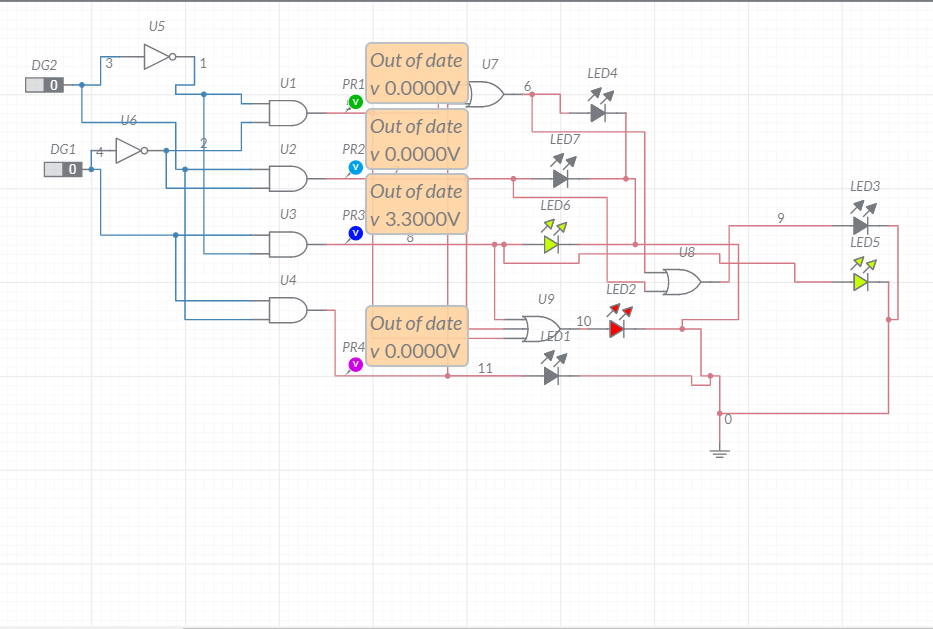 U5
Out of date
v 0.0000V
DG2
0
3
1
U7
6
LED4
U1
PR1
V
U6
Out of date
v 0.0000V
DG1
0
4
2
U2
PR2
V
7
LED7
Out of date
v 3.3000V
U3
PR3
V
8
LED6
9
LED3
LED5
U8
U4
Out of date
v 0.0000V
U9
LED2
10
LED1
PR4
V
11
0